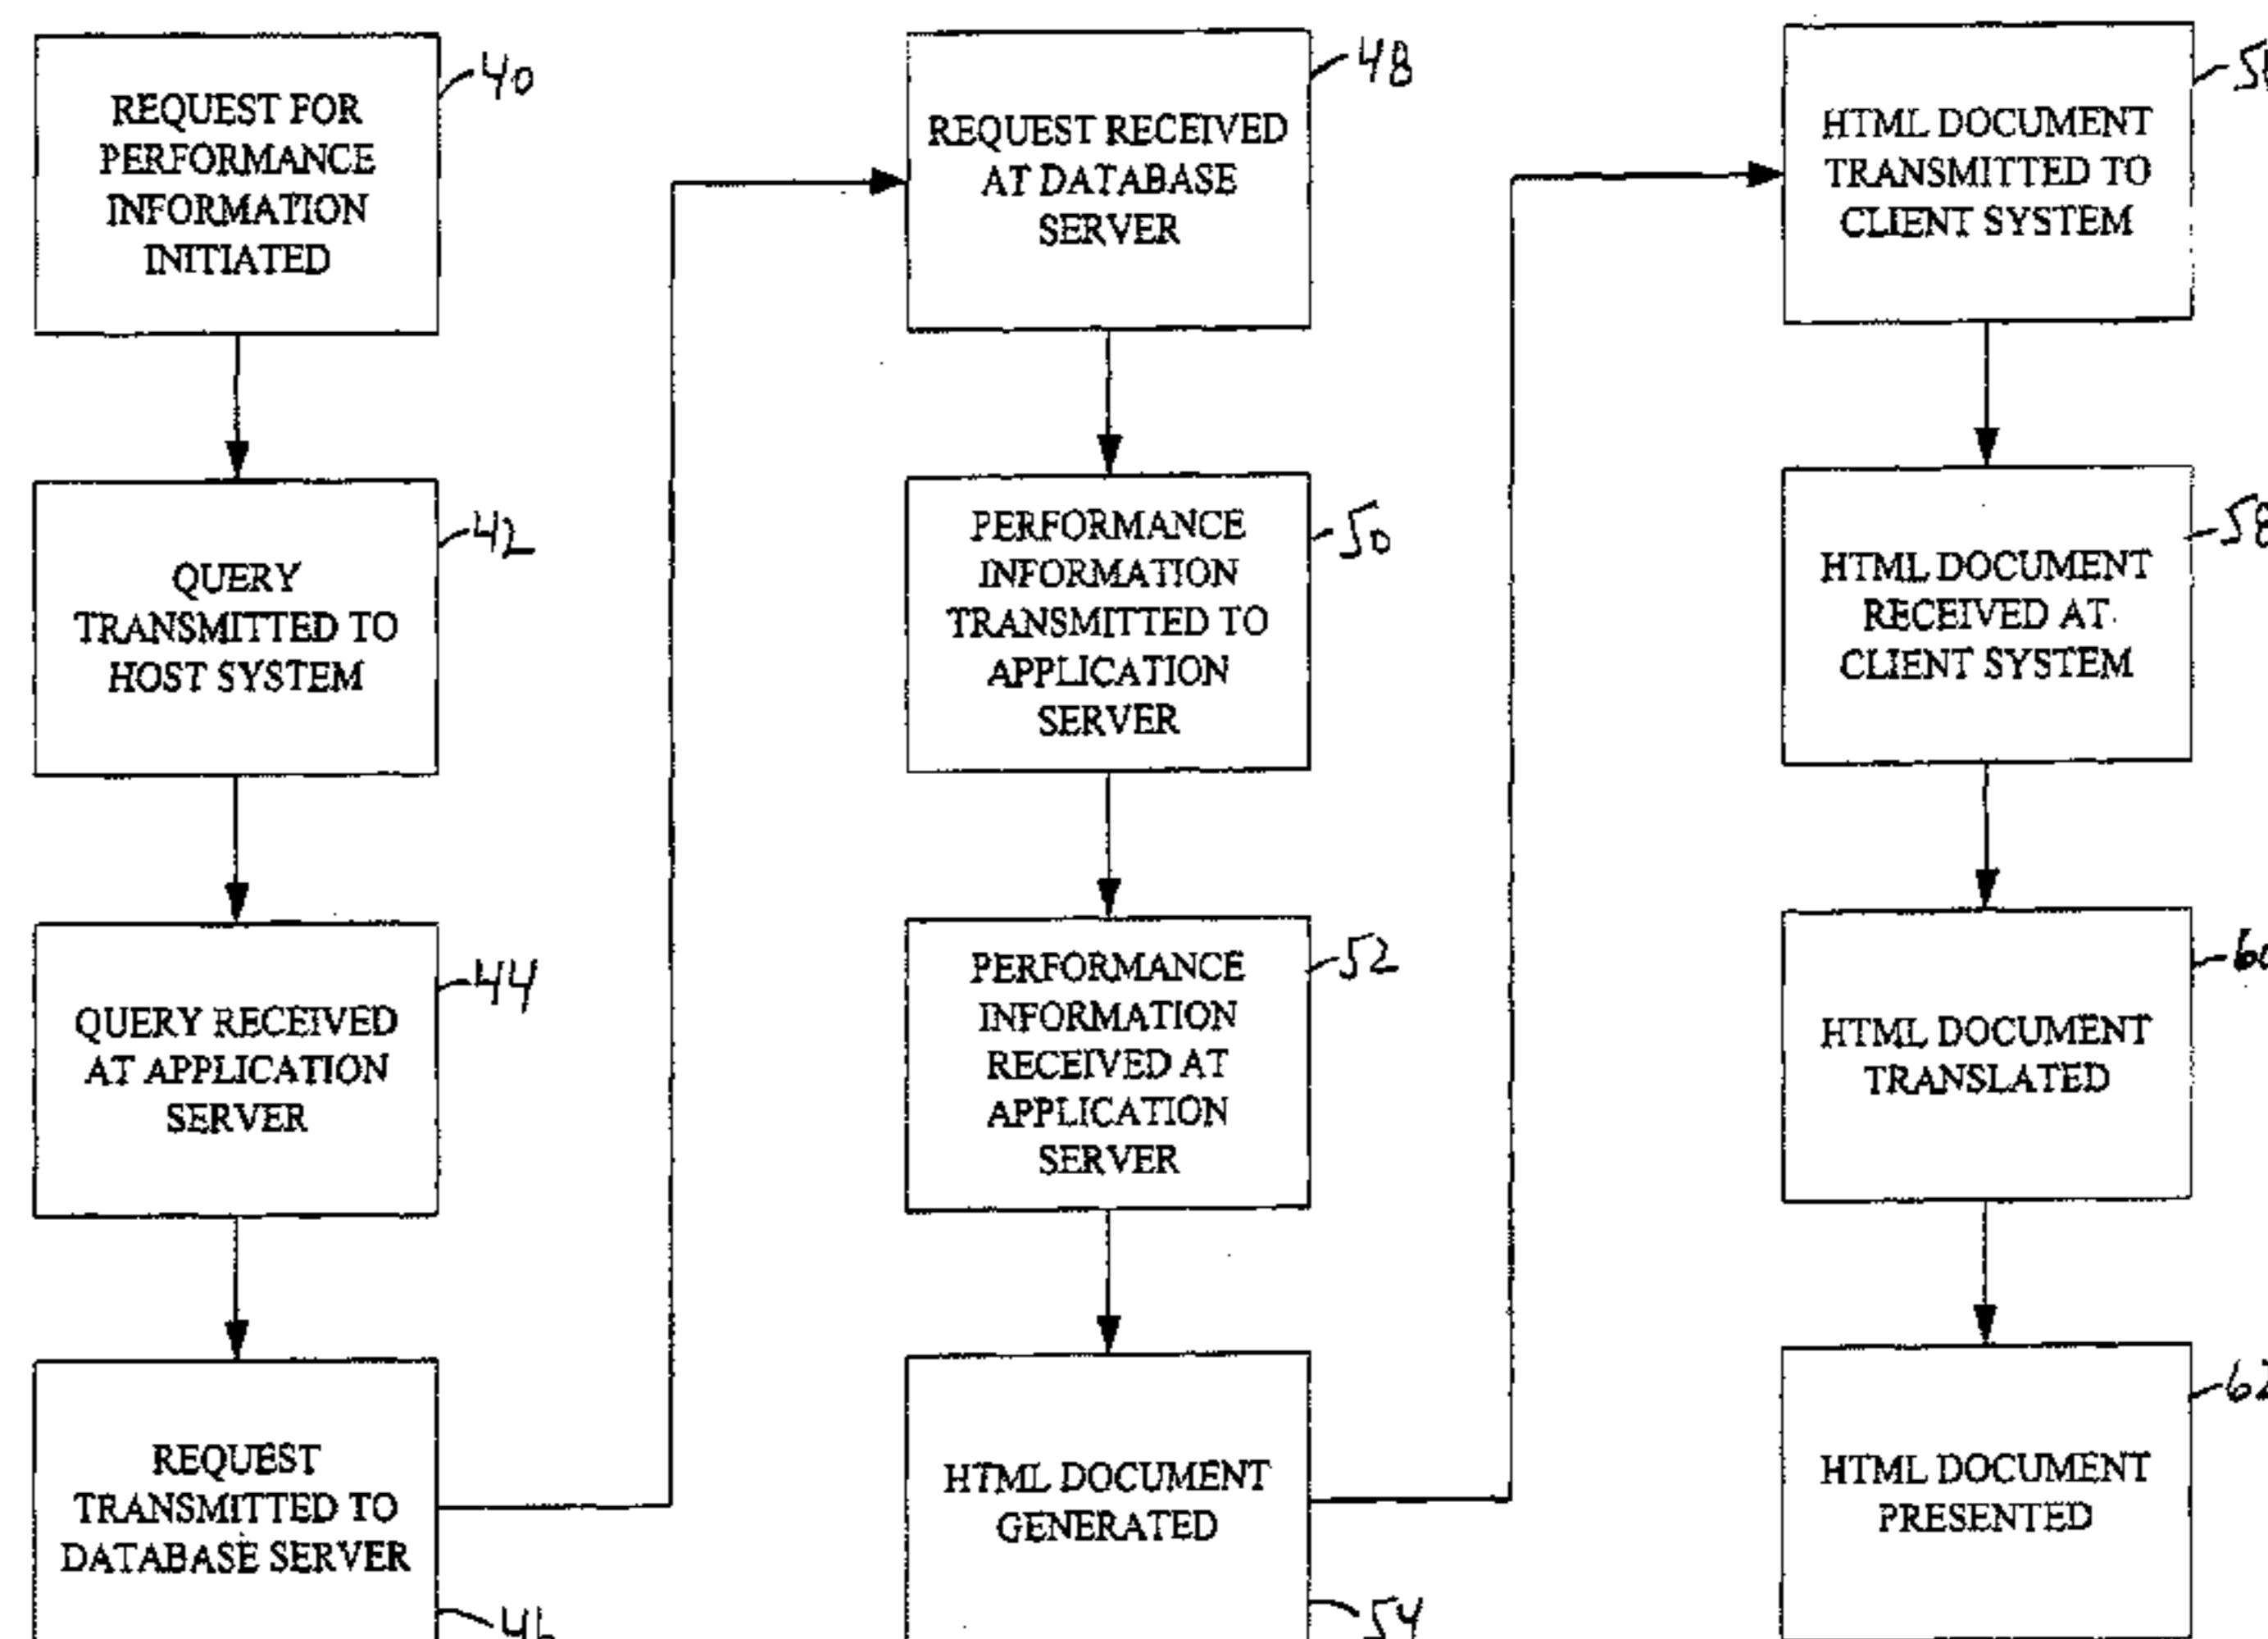 REQUEST FOR
PERFORMANCE
INFORMATION
INITIATED
40
QUERY
TRANSMITTED TO
HOST SYSTEM
42
QUERY RECEIVED
AT APPLICATION
SERVER
44
REQUEST
TRANSMITTED TO
DATABASE SERVER
REQUEST RECEIVED
AT DATABASE
SERVER
48
PERFORMANCE
INFORMATION
TRANSMITTED TO
APPLICATION
SERVER
50
PERFORMANCE
INFORMATION
RECEIVED AT
APPLICATION
SERVER
52
HTML DOCUMENT
GENERATED
54
HTML DOCUMENT
TRANSMITTED TO
CLIENT SYSTEM
HTML DOCUMENT
RECEIVED AT
CLIENT SYSTEM
58
HTML DOCUMENT
TRANSLATED
60
HTML DOCUMENT
PRESENTED
62